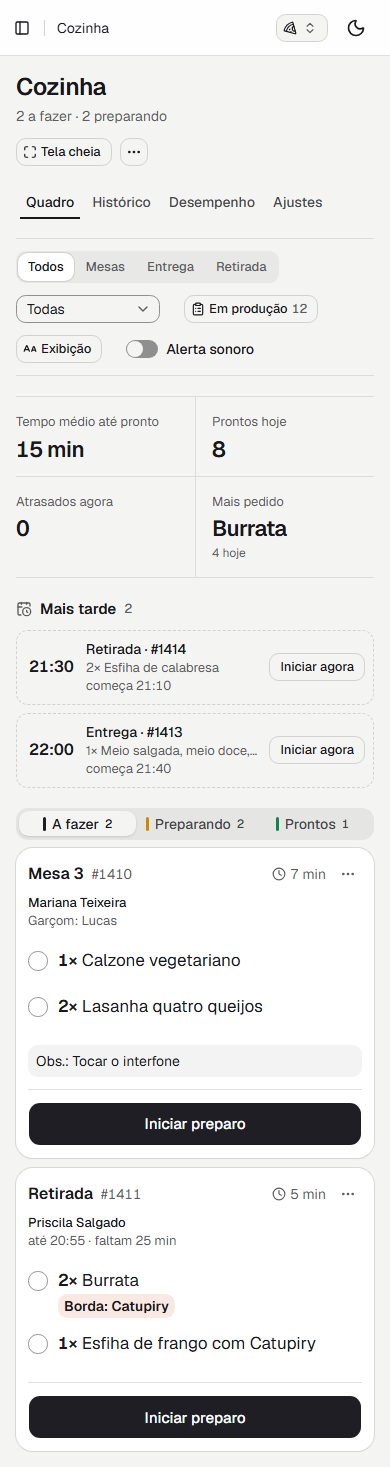 Cozinha
Cozinha
2 a fazer · 2 preparando
Tela cheia
Quadro Histórico Desempenho Ajustes
Todos Mesas Entrega Retirada
Todas Em produção 12
AA Exibição Alerta sonoro
Tempo médio até pronto
15 min
Prontos hoje
8
Atrasados agora
0
Mais pedido
Burrata
4 hoje
Mais tarde 2
21:30
Retirada · #1414
2× Esfiha de calabresa
começa 21:10
Iniciar agora
22:00
Entrega · #1413
1× Meio salgada, meio doce,...
começa 21:40
Iniciar agora
A fazer 2 Preparando 2 Prontos 1
Mesa 3 #1410 7 min
Mariana Teixeira
Garçom: Lucas
1× Calzone vegetariano
2× Lasanha quatro queijos
Obs.: Tocar o interfone
Iniciar preparo
Retirada #1411 5 min
Priscila Salgado
até 20:55 · faltam 25 min
2× Burrata
Borda: Catupiry
1× Esfiha de frango com Catupiry
Iniciar preparo